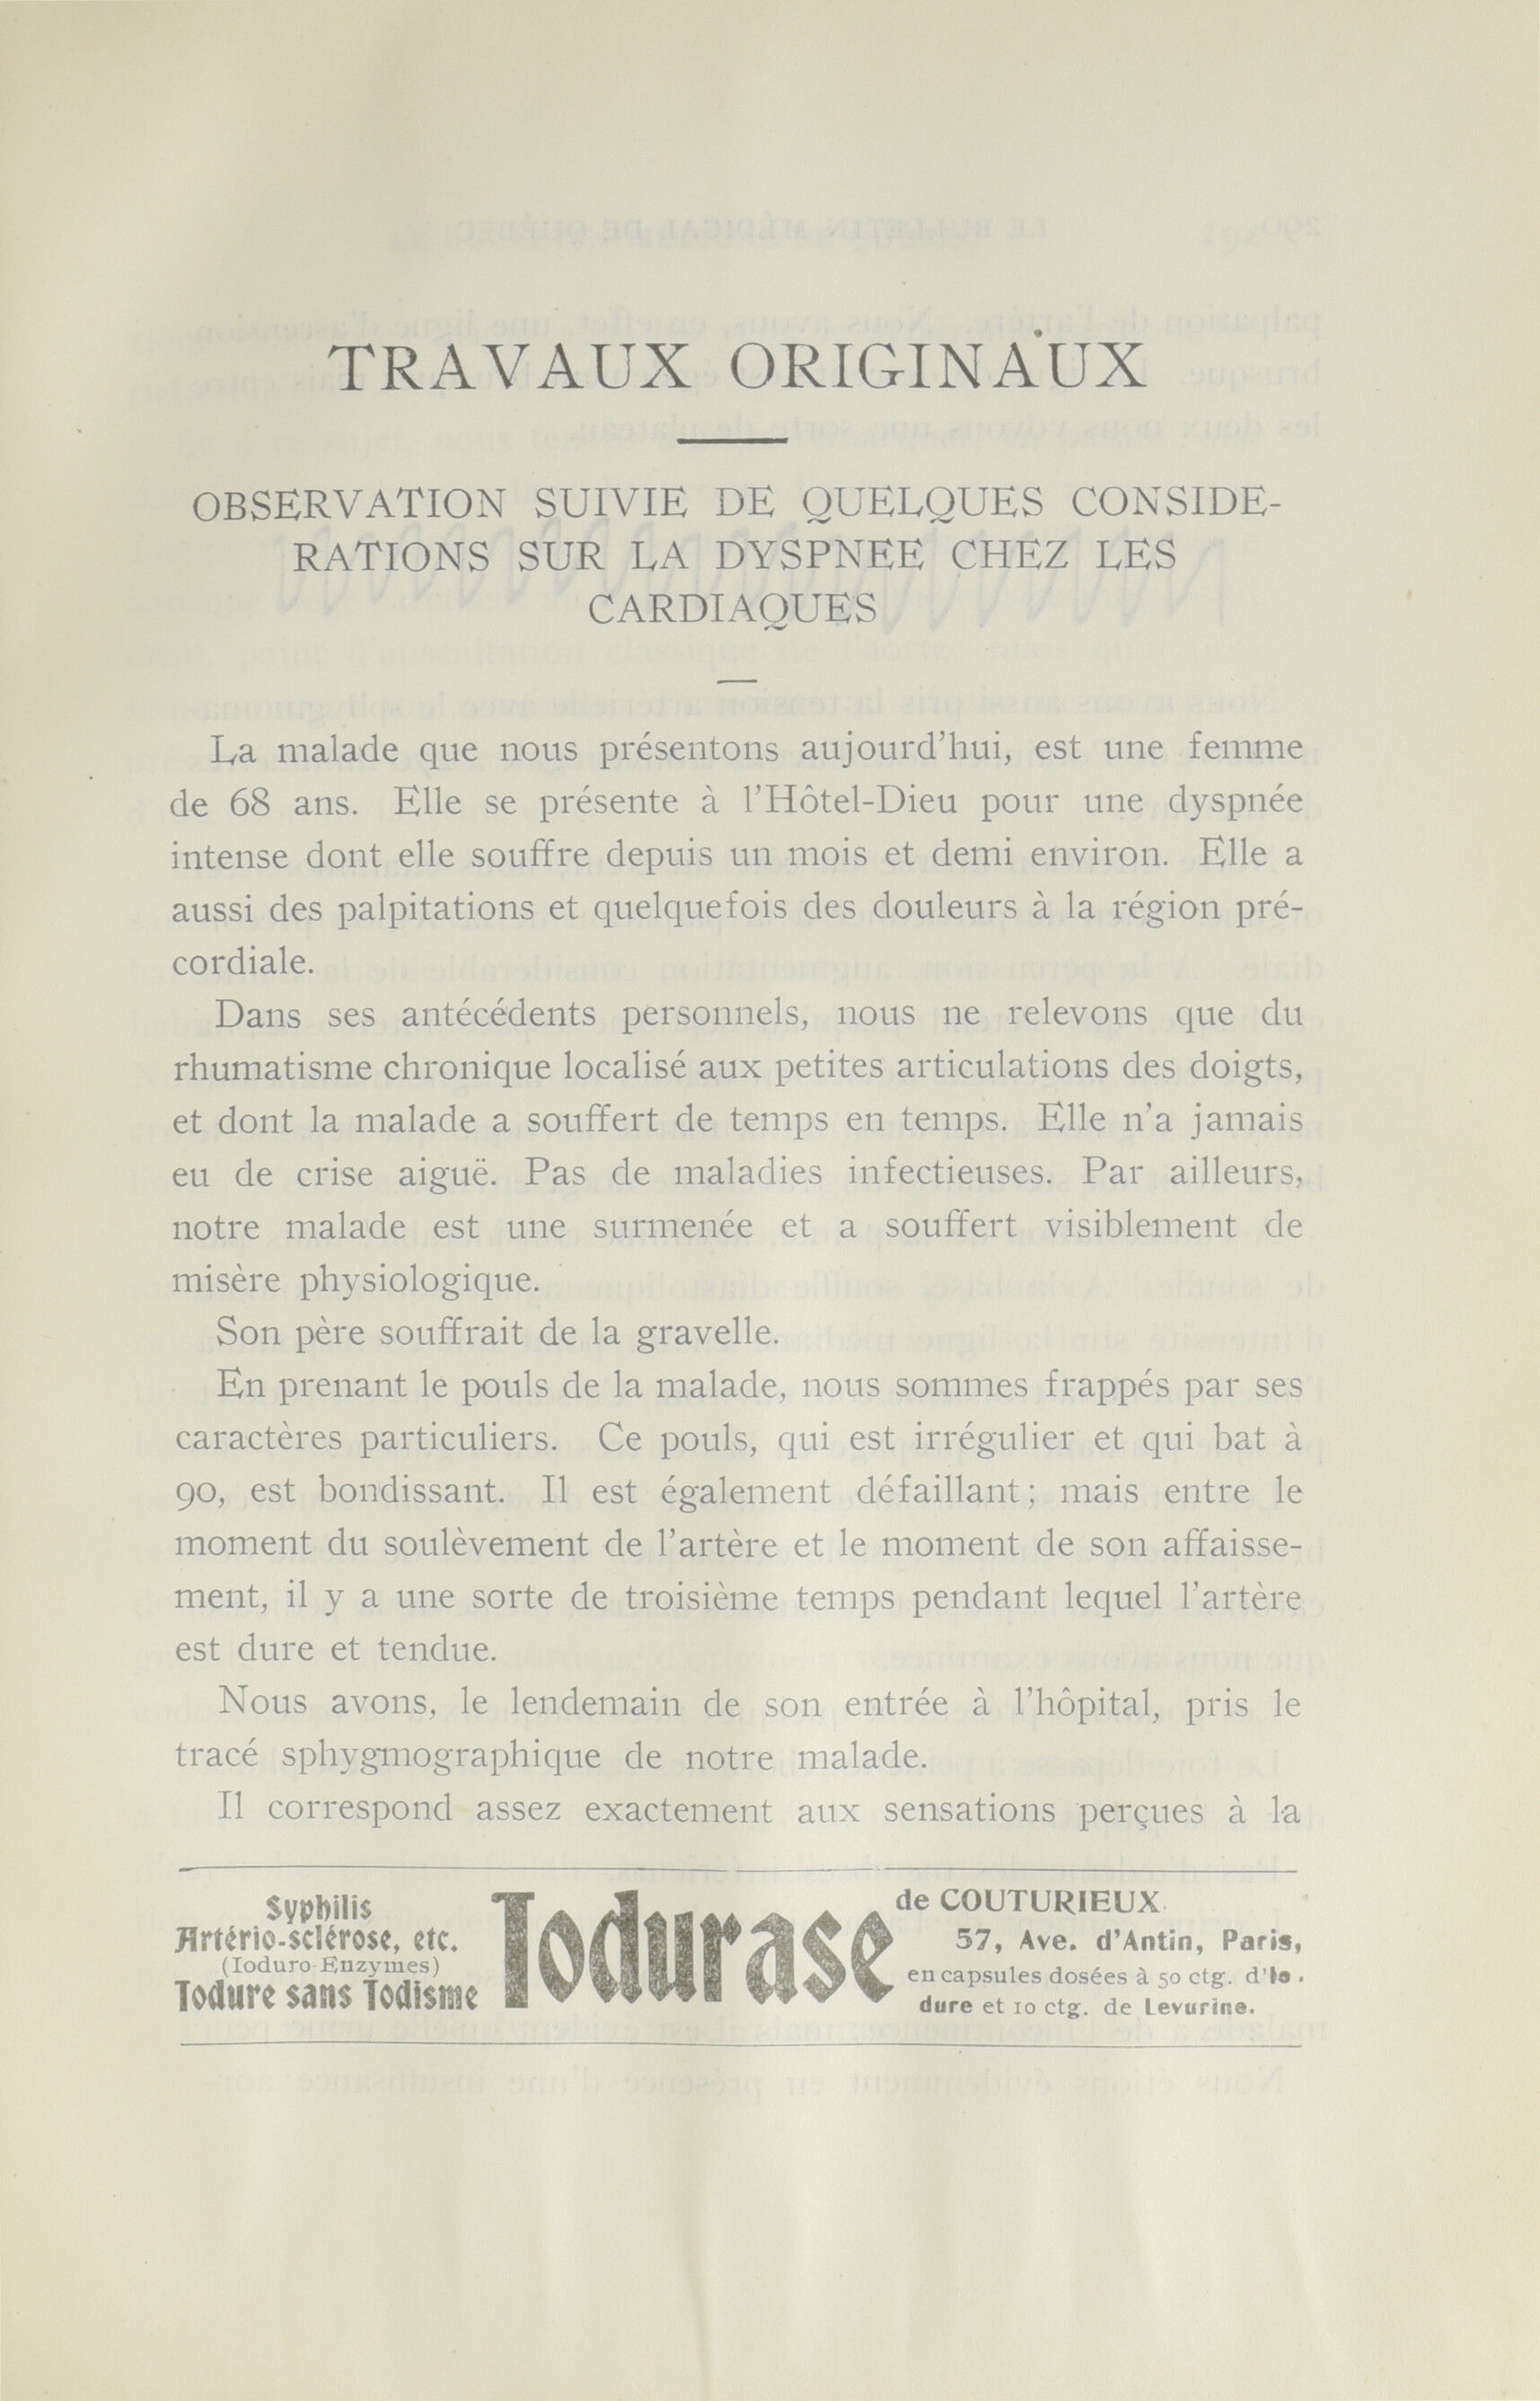 TRAVAUX ORIGINAUX
OBSERVATION SUIVIE DE QUELQUES CONSIDE-
RATIONS SUR LA DYSPNEE CHEZ LES
CARDIAQUES
La malade que nous présentons aujourd'hui, est une femme
de 68 ans. Elle se présente à l'Hôtel-Dieu pour une dyspnée
intense dont elle souffre depuis un mois et demi environ. Elle a
aussi des palpitations et quelquefois des douleurs à la région pré-
cordiale.
Dans ses antécédents personnels, nous ne relevons que du
rhumatisme chronique localisé aux petites articulations des doigts,
et dont la malade a souffert de temps en temps. Elle n'a jamais
eu de crise aiguë. Pas de maladies infectieuses. Par ailleurs,
notre malade est une surmenée et a souffert visiblement de
misère physiologique.
Son père souffrait de la gravelle.
En prenant le pouls de la malade, nous sommes frappés par ses
caractères particuliers. Ce pouls, qui est irrégulier et qui bat à
90, est bondissant. Il est également défaillant; mais entre le
moment du soulèvement de l'artère et le moment de son affaisse-
ment, il y a une sorte de troisième temps pendant lequel l'artère
est dure et tendue.
Nous avons, le lendemain de son entrée à l'hôpital, pris le
tracé sphygmographique de notre malade.
Il correspond assez exactement aux sensations perçues à la
Syphilis
Artério-sclérose, etc.
(Ioduro-Enzymes)
Iodure sans Iodisme
Iodurase
de COUTURIEUX.
57, Ave. d'Antin, Paris,
en capsules dosées à 50 ctg. d'Io.
dure et 10 ctg. de Levurine.